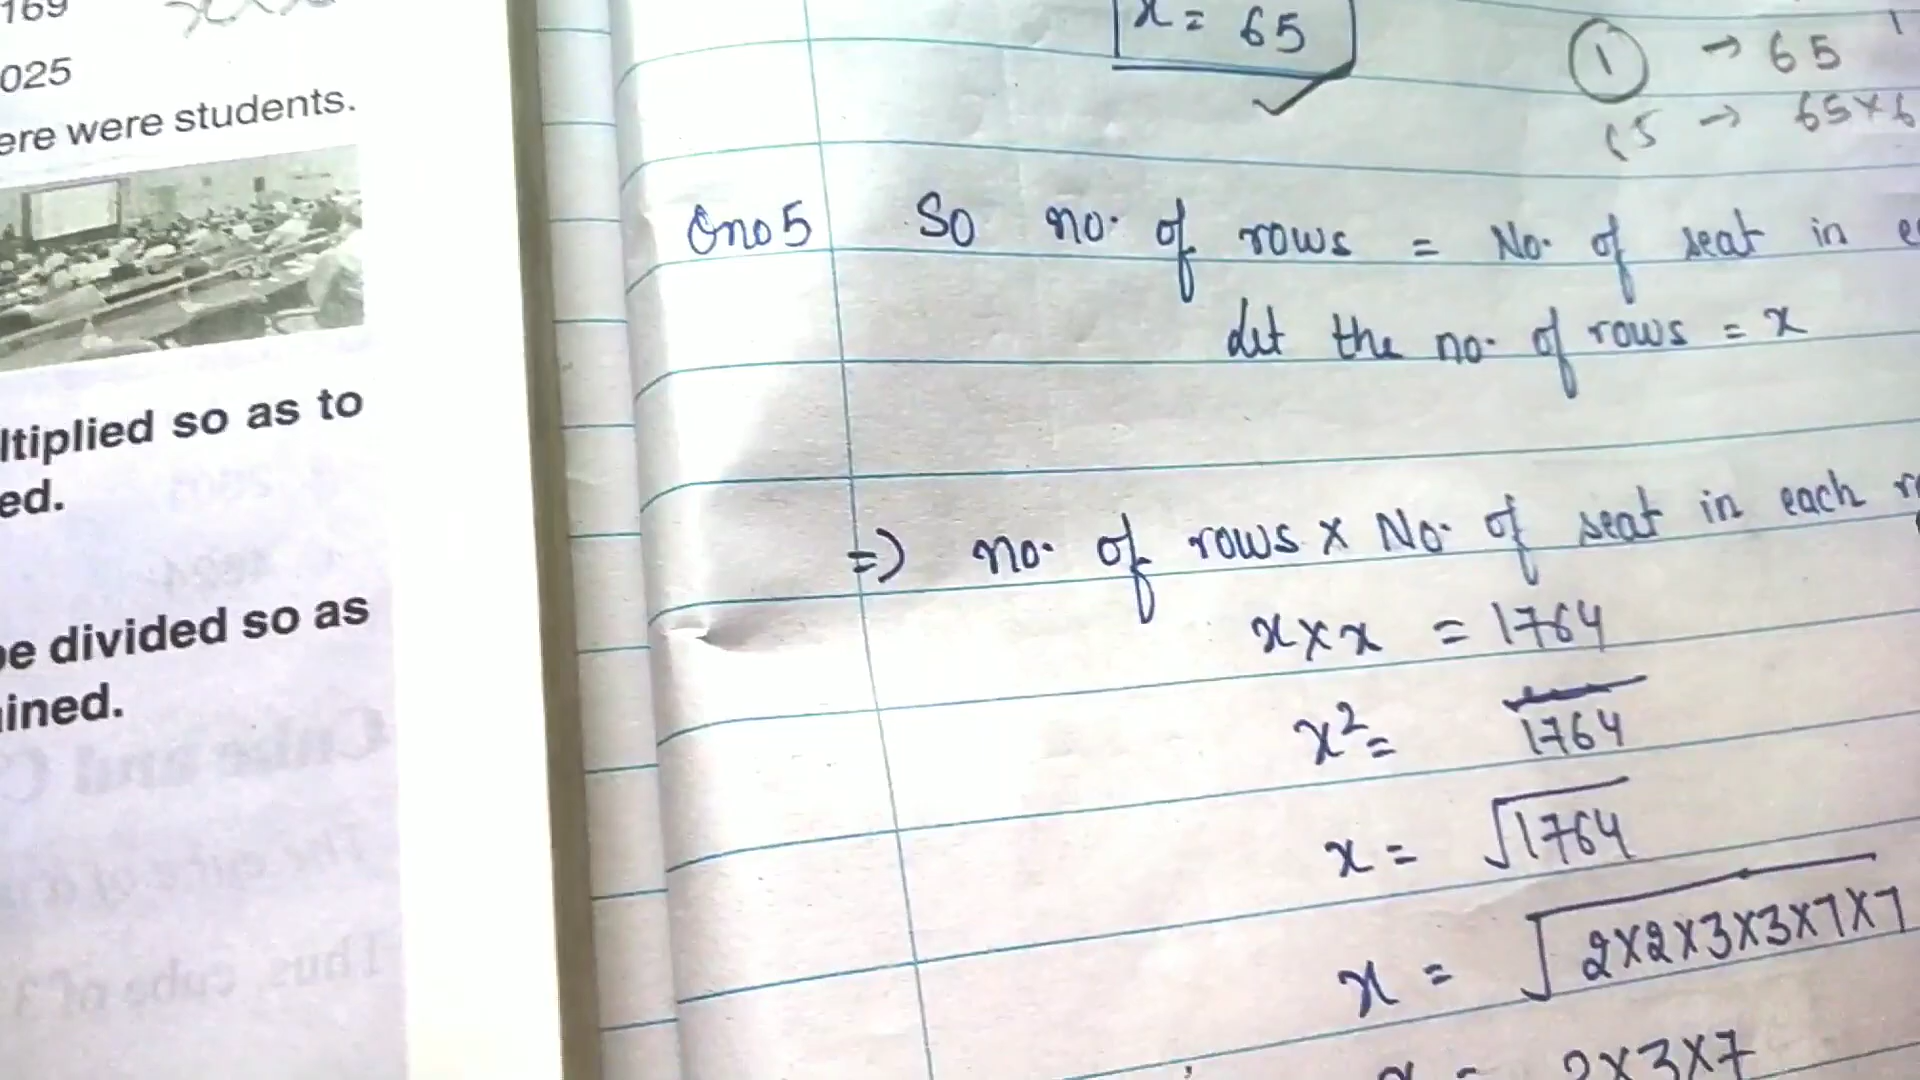 169
025
ere were students.
ltiplied so as to
ed.
be divided so as
ined.
x = 65
1 → 65
15 → 65×6
Qno5 So no. of rows = No. of seat in e
Let the no. of rows = x
=) no. of rows × No. of seat in each r
x × x = 1764
x² = 1764
x = √1764
x = √2×2×3×3×7×7
x = 2×3×7